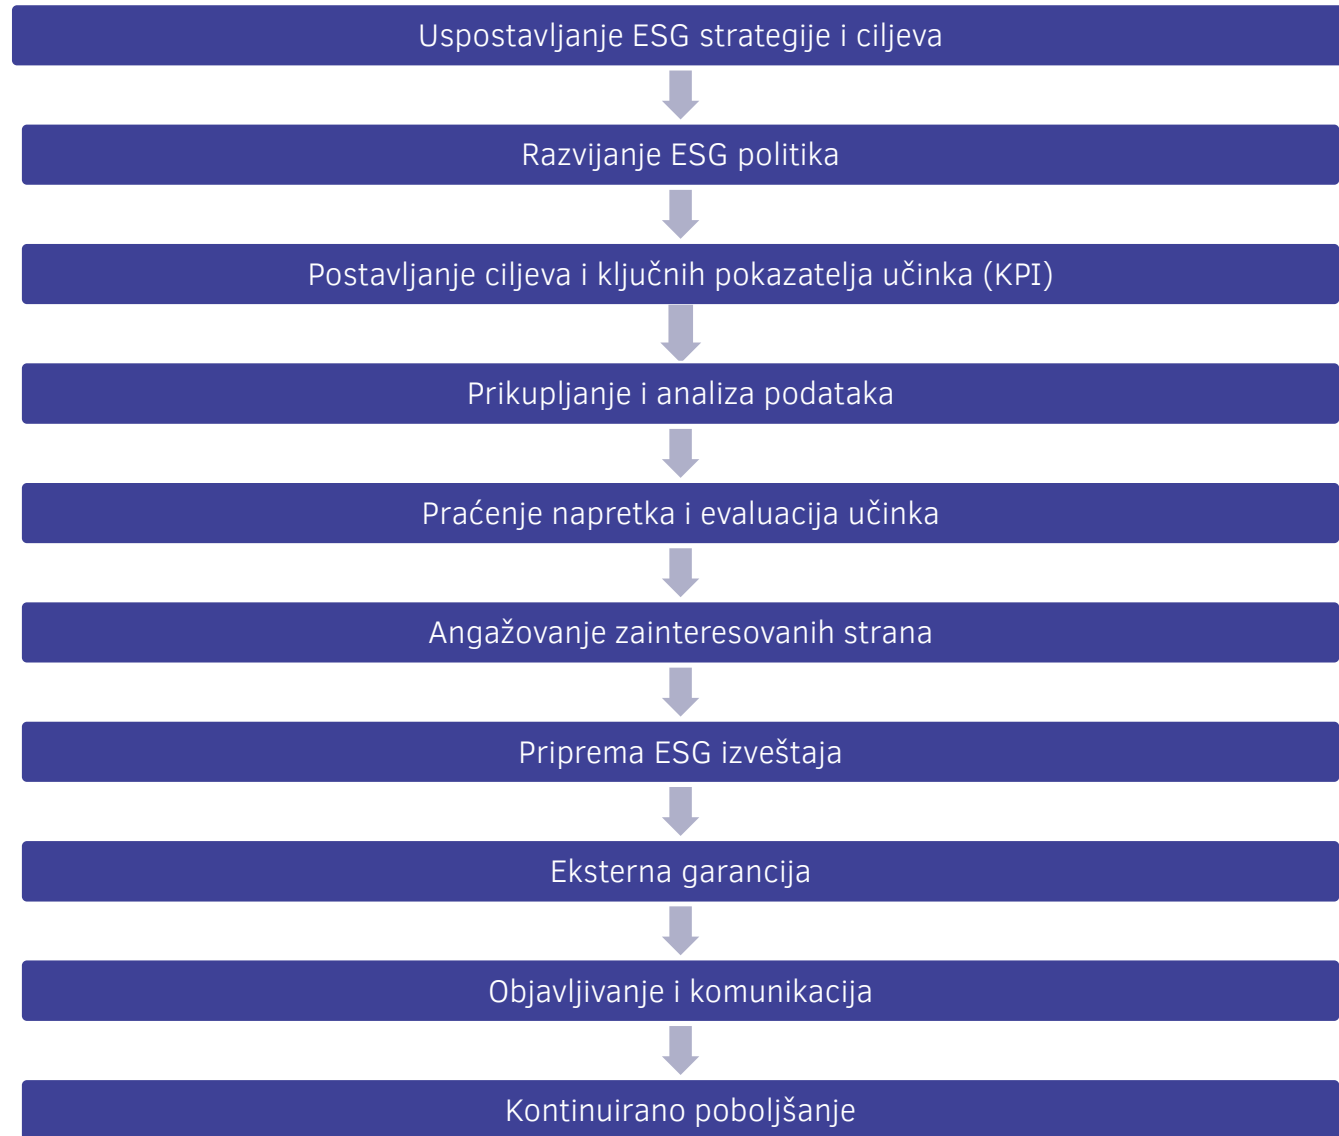 Uspostavljanje ESG strategije i ciljeva
Razvijanje ESG politika
Postavljanje ciljeva i ključnih pokazatelja učinka (KPI)
Prikupljanje i analiza podataka
Praćenje napretka i evaluacija učinka
Angažovanje zainteresovanih strana
Priprema ESG izveštaja
Eksterna garancija
Objavljivanje i komunikacija
Kontinuirano poboljšanje